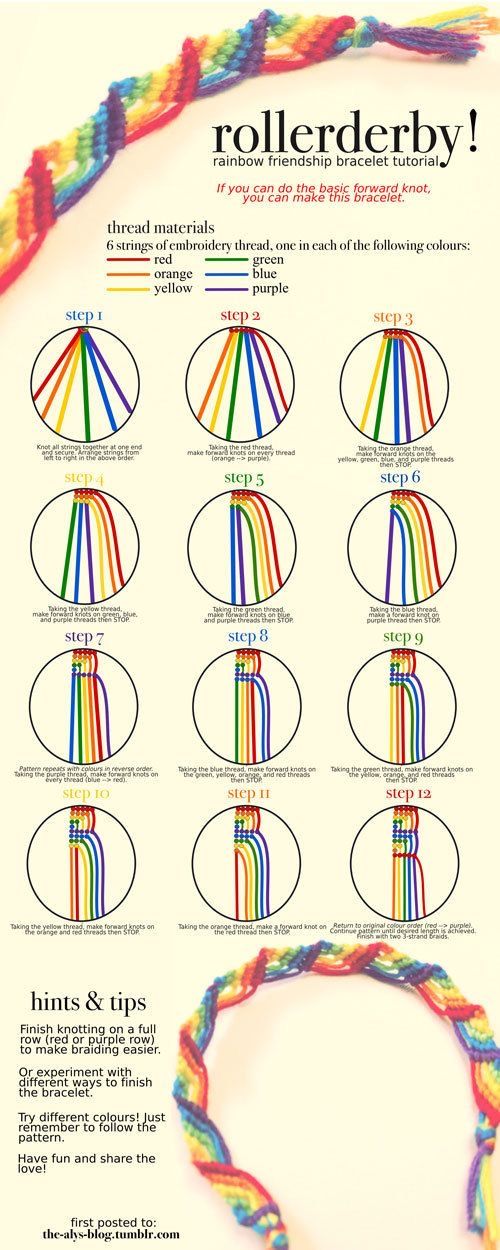 rollerderby!
rainbow friendship bracelet tutorial
If you can do the basic forward knot,
you can make this bracelet.
thread materials
6 strings of embroidery thread, one in each of the following colours:
red
green
orange
blue
yellow
purple
step 1
step 2
step 3
Knot all strings together at one end
and secure. Arrange strings from
left to right in the above order.
Taking the red thread,
make forward knots on every thread
(orange --> purple).
Taking the orange thread,
make forward knots on the
yellow, green, blue, and purple threads
then STOP.
step 4
step 5
step 6
Taking the yellow thread,
make forward knots on green, blue,
and purple threads then STOP.
Taking the green thread,
make forward knots on blue
and purple threads then STOP.
Taking the blue thread,
make a forward knot on
purple thread then STOP.
step 7
step 8
step 9
Pattern repeats with colours in reverse order.
Taking the purple thread, make forward knots on
every thread (blue --> red).
Taking the blue thread, make forward knots on
the green, yellow, orange, and red threads
then STOP.
Taking the green thread, make forward knots on
the yellow, orange, and red threads
then STOP.
step 10
step 11
step 12
Taking the yellow thread, make forward knots on
the orange and red threads then STOP.
Taking the orange thread, make a forward knot on
the red thread then STOP.
Return to original colour order (red --> purple).
Continue pattern until desired length is achieved.
Finish with two 3-strand braids.
hints & tips
Finish knotting on a full
row (red or purple row)
to make braiding easier.
Or experiment with
different ways to finish
the bracelet.
Try different colours! Just
remember to follow the
pattern.
Have fun and share the
love!
first posted to:
the-alys-blog.tumblr.com